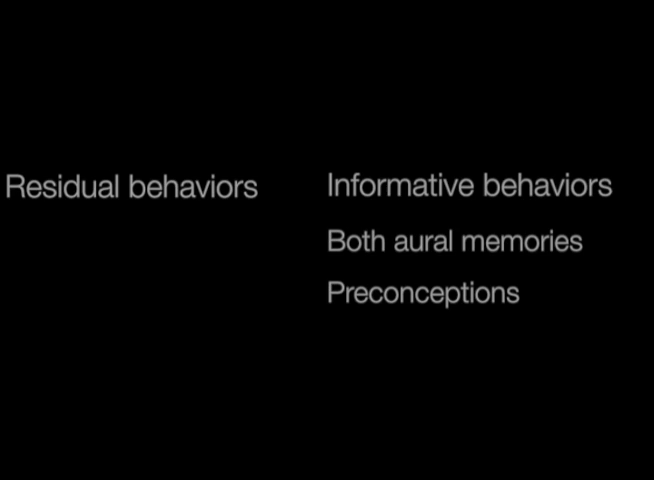 Residual behaviors
Informative behaviors
Both aural memories
Preconceptions